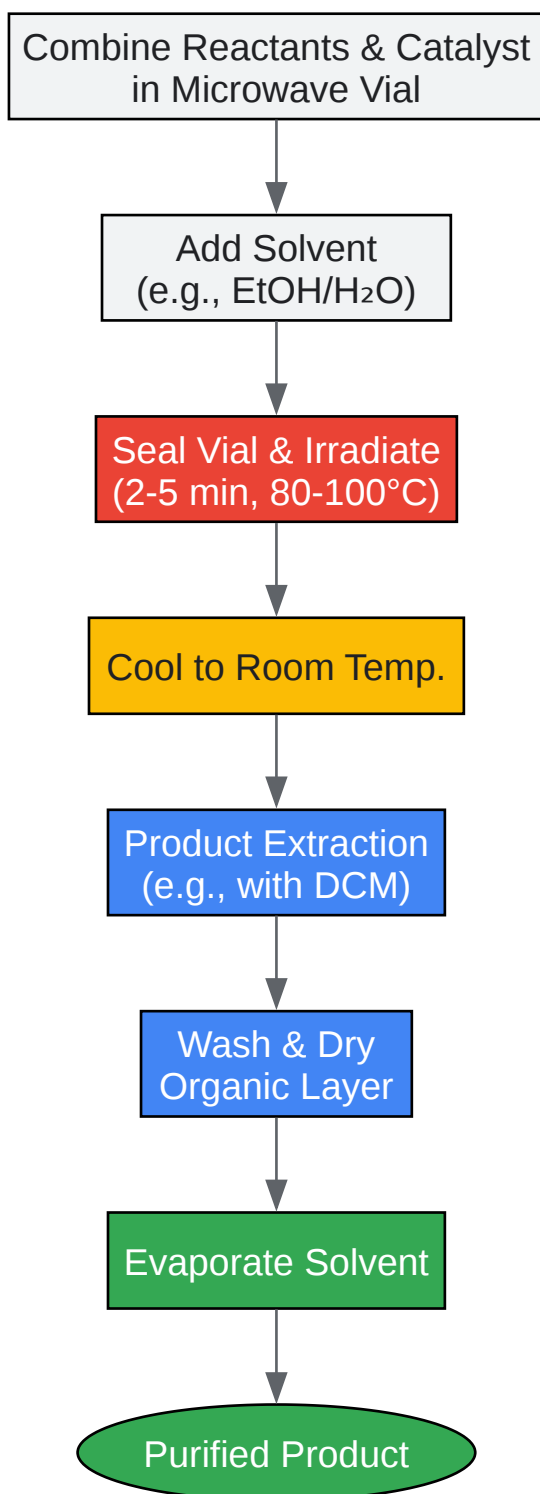 Combine Reactants & Catalyst
in Microwave Vial
Add Solvent
(e.g., EtOH/H₂O)
Seal Vial & Irradiate
(2-5 min, 80-100°C)
Cool to Room Temp.
Product Extraction
(e.g., with DCM)
Wash & Dry
Organic Layer
Evaporate Solvent
Purified Product